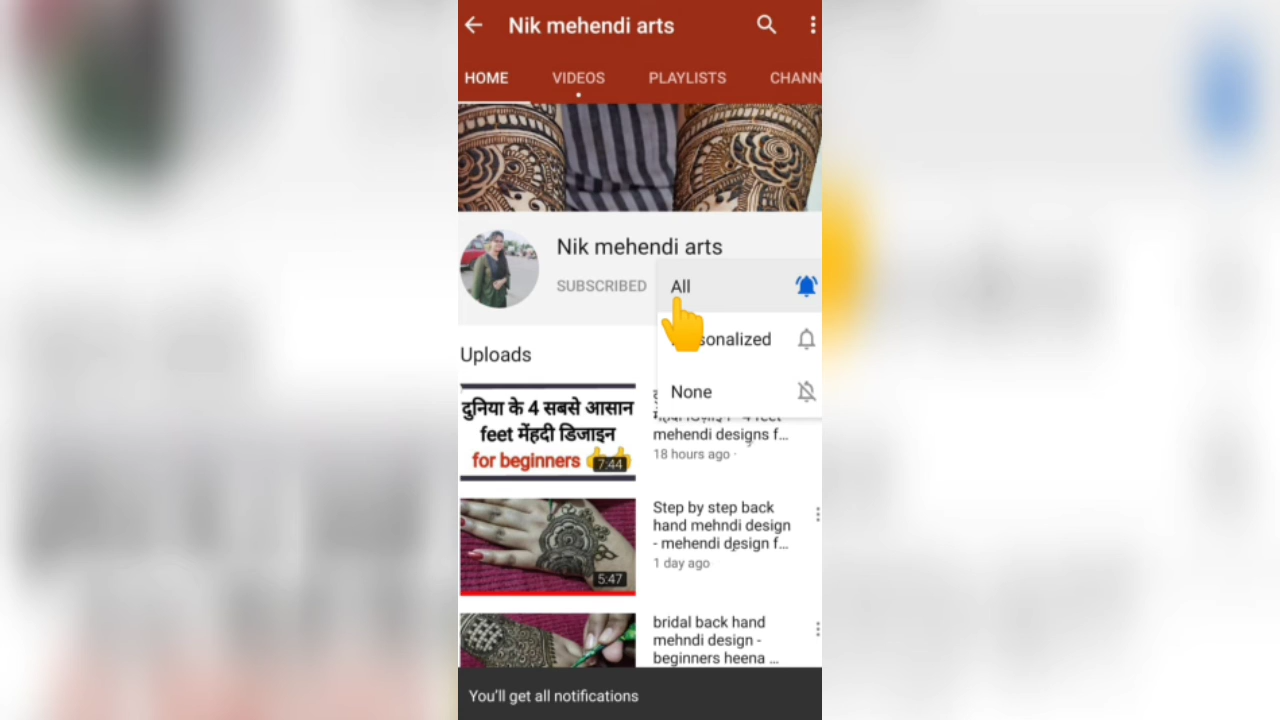 Nik mehendi arts
HOME VIDEOS PLAYLISTS CHANN
Nik mehendi arts
SUBSCRIBED
All
sonalized
None
Uploads
दुनिया के 4 सबसे आसान
feet मेंहदी डिजाइन
for beginners
7:44
mehendi designs f...
18 hours ago ·
Step by step back
hand mehndi design
- mehendi design f...
1 day ago
5:47
bridal back hand
mehndi design -
beginners heena ...
You'll get all notifications